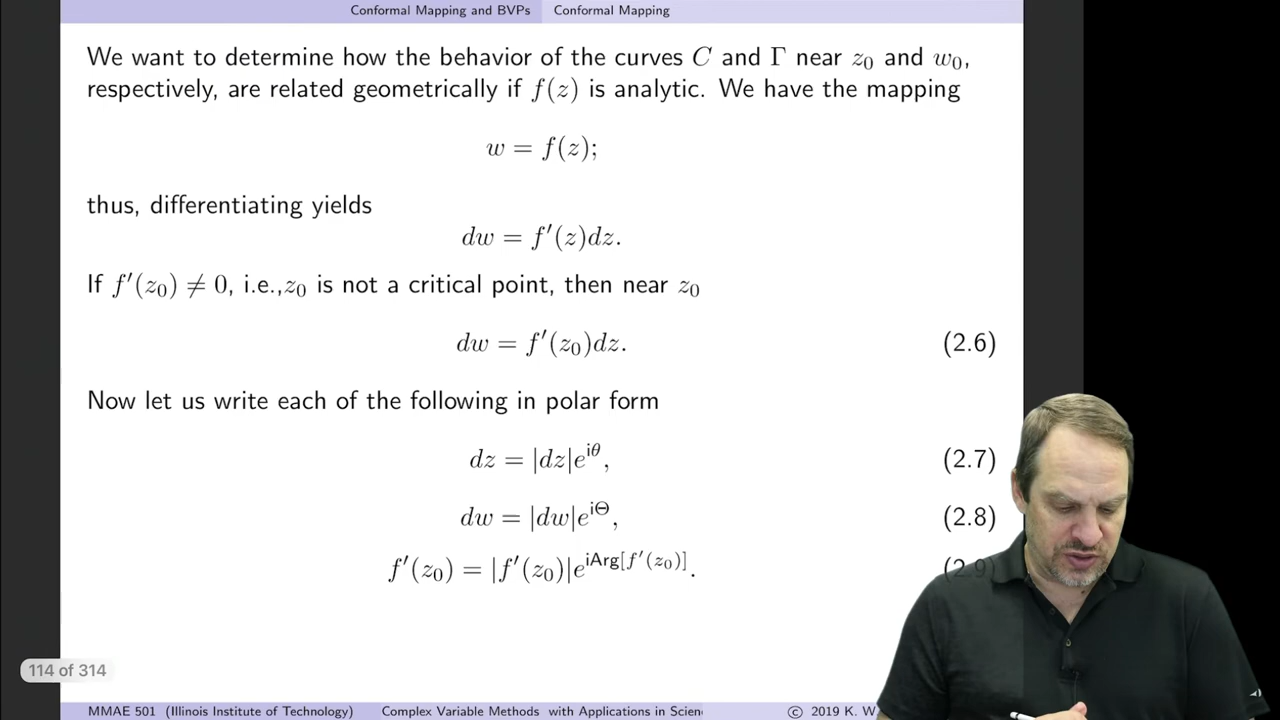 Conformal Mapping and BVPs Conformal Mapping
We want to determine how the behavior of the curves C and Γ near z₀ and w₀,
respectively, are related geometrically if f(z) is analytic. We have the mapping
w = f(z);
thus, differentiating yields
dw = f′(z)dz.
If f′(z₀) ≠ 0, i.e.,z₀ is not a critical point, then near z₀
dw = f′(z₀)dz. (2.6)
Now let us write each of the following in polar form
dz = |dz|e^{iθ}, (2.7)
dw = |dw|e^{iΘ}, (2.8)
f′(z₀) = |f′(z₀)|e^{iArg[f′(z₀)]}. (2.9)
114 of 314
MMAE 501 (Illinois Institute of Technology) Complex Variable Methods with Applications in © 2019 K. W